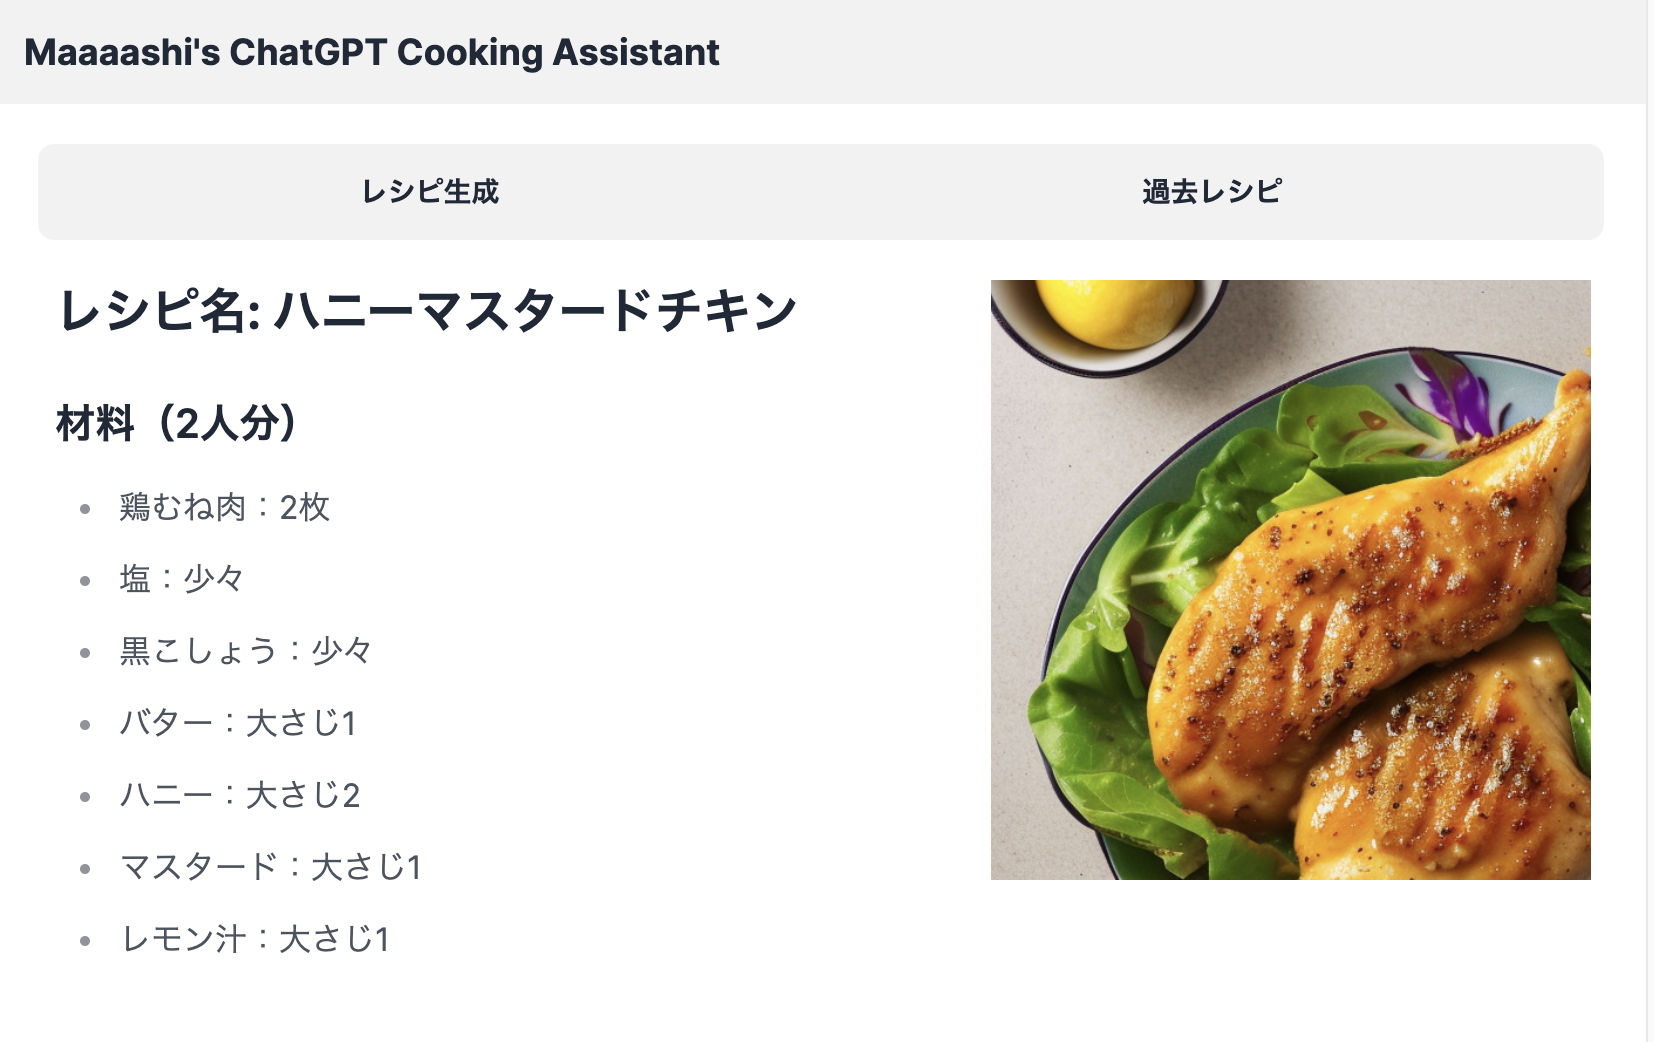 Maaaashi's ChatGPT Cooking Assistant
レシピ生成
過去レシピ
レシピ名: ハニーマスタードチキン
材料（2人分）
鶏むね肉：2枚
塩：少々
黒こしょう：少々
バター：大さじ1
ハニー：大さじ2
マスタード：大さじ1
レモン汁：大さじ1